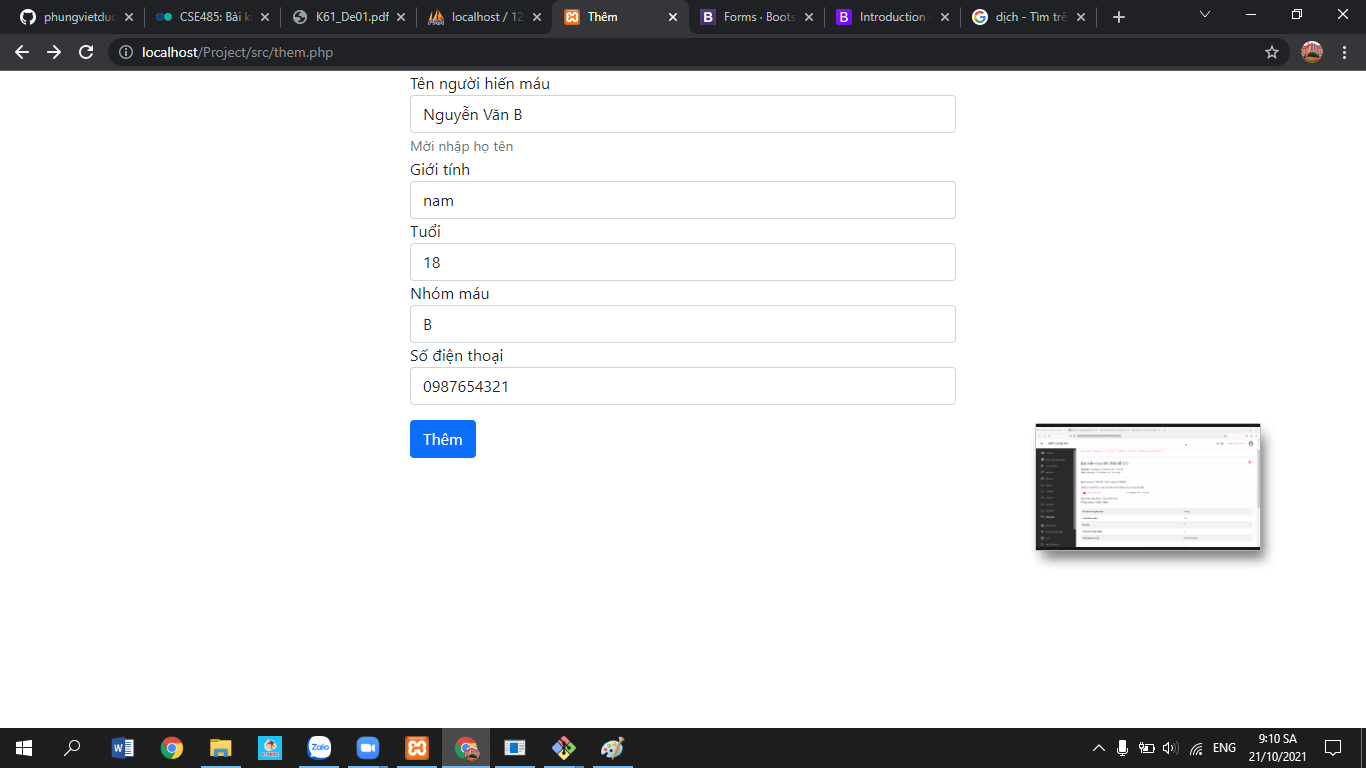 phungvietduc
CSE485: Bài k
K61_De01.pdf
localhost / 12
Thêm
Forms · Boots
Introduction
dịch - Tìm trê
localhost/Project/src/them.php
Tên người hiến máu
Nguyễn Văn B
Mời nhập họ tên
Giới tính
nam
Tuổi
18
Nhóm máu
B
Số điện thoại
0987654321
Thêm
Zalo
ENG
9:10 SA
21/10/2021